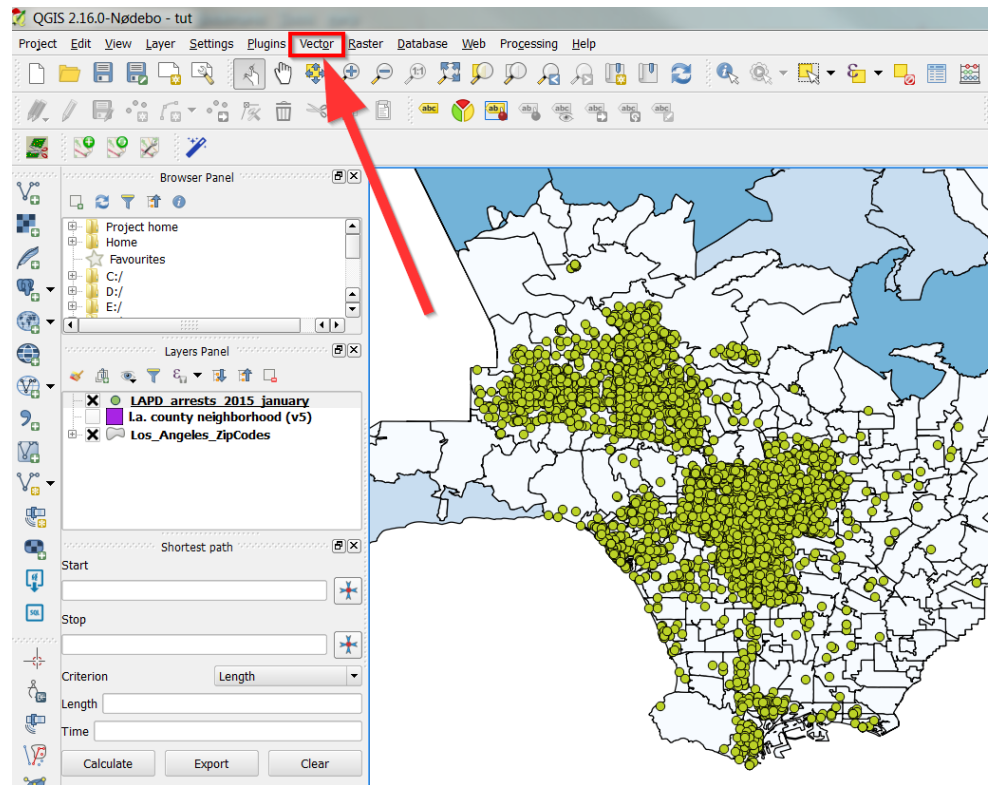 QGIS 2.16.0-Nødebo - tut
Project Edit View Layer Settings Plugins Vector Raster Database Web Processing Help
abc
Browser Panel
Project home
Home
Favourites
C:/
D:/
E:/
Layers Panel
LAPD_arrests_2015_january
l.a. county neighborhood (v5)
Los_Angeles_ZipCodes
Shortest path
Start
Stop
Criterion Length
Length
Time
Calculate Export Clear